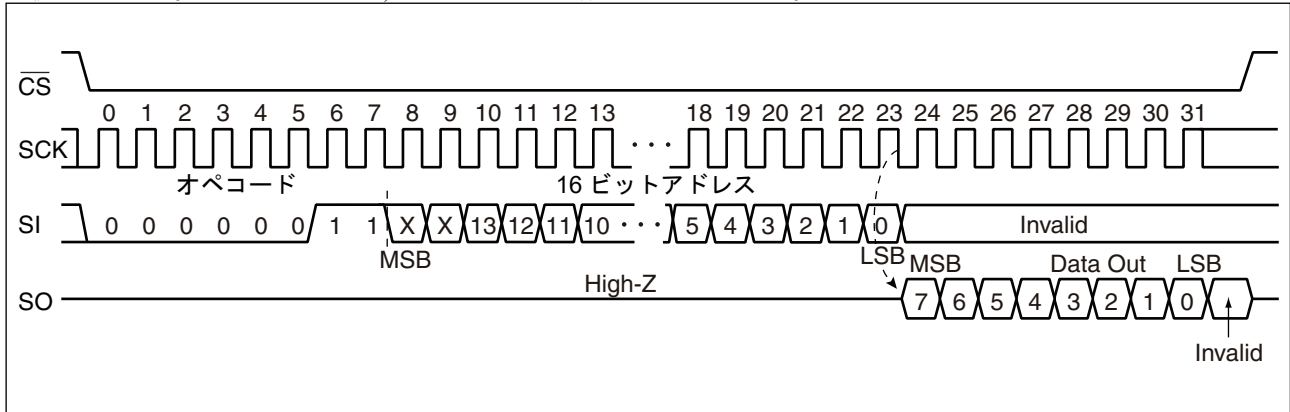 CS
0 1 2 3 4 5 6 7 8 9 10 11 12 13 18 19 20 21 22 23 24 25 26 27 28 29 30 31
SCK
オペコード 16 ビットアドレス
SI 0 0 0 0 0 0 1 1 X X 13 12 11 10 5 4 3 2 1 0 Invalid
MSB LSB MSB Data Out LSB
High-Z
SO 7 6 5 4 3 2 1 0
Invalid